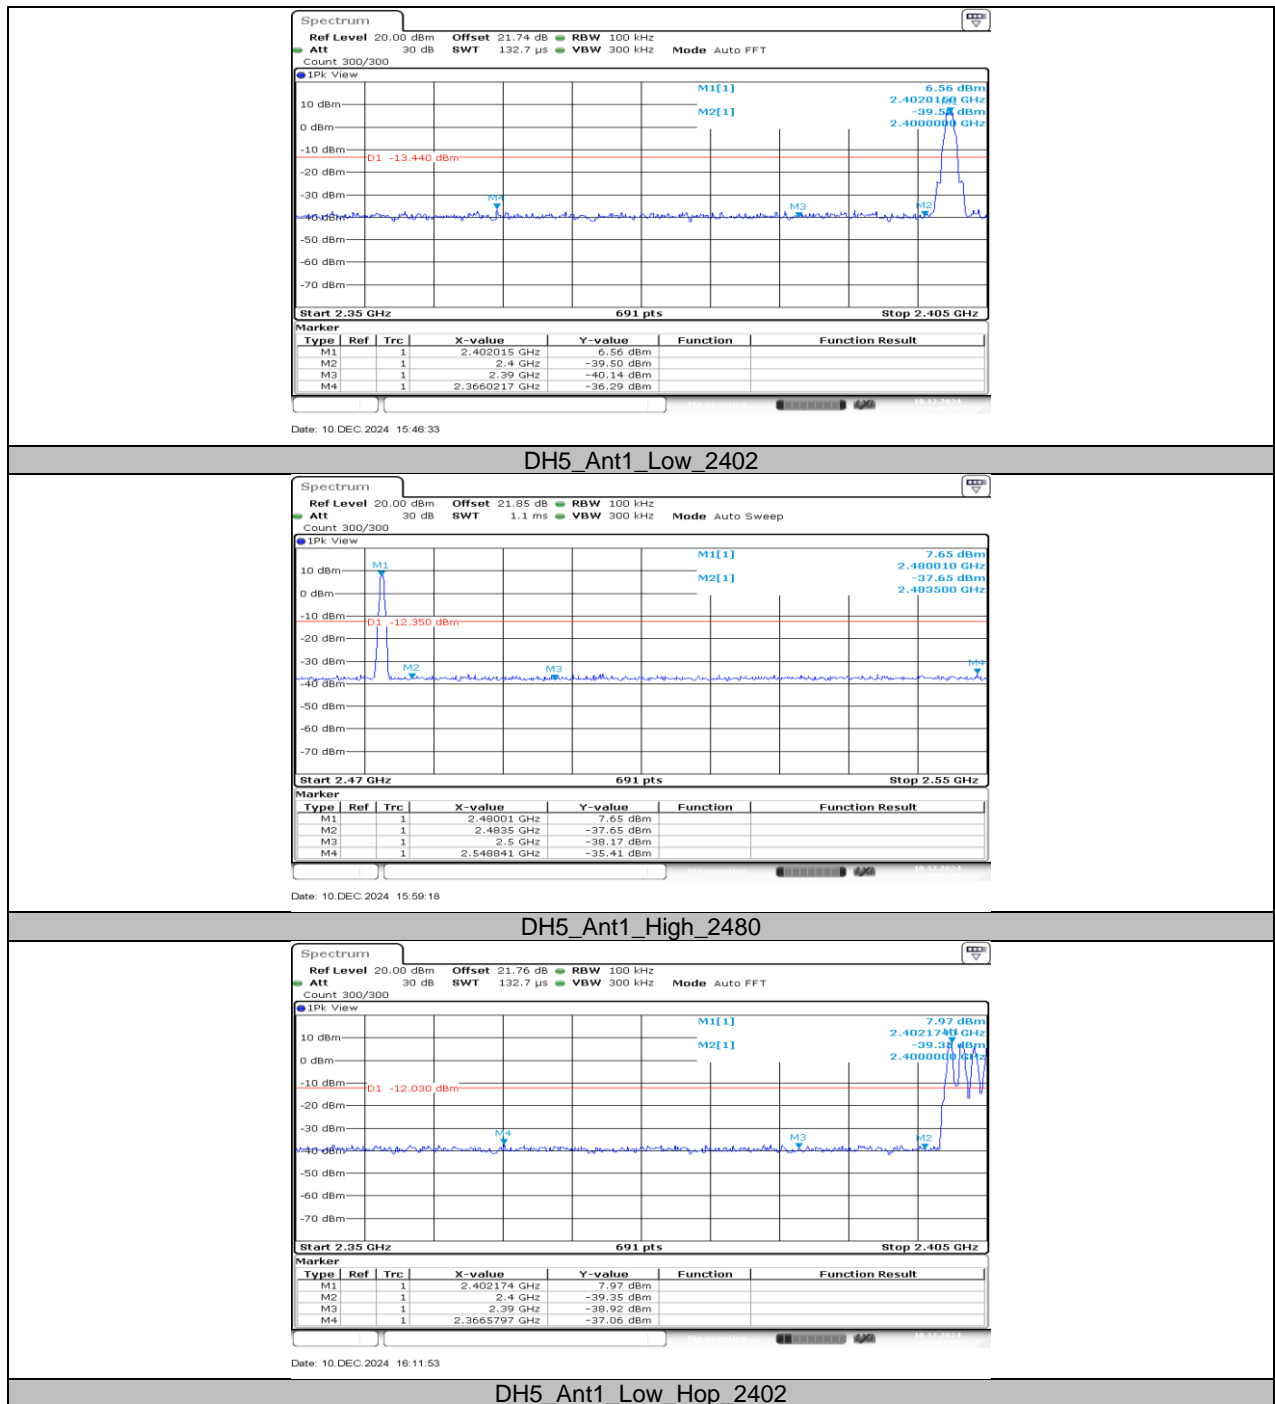 Spectrum
Ref Level 20.00 dBm Offset 21.74 dB RBW 100 kHz
Att 30 dB SWT 132.7 µs VBW 300 kHz Mode Auto FFT
Count 300/300
1Pk View
M1[1] 6.56 dBm
GHz
M2[1] dBm
2.4000000 GHz
10 dBm
0 dBm
-10 dBm
D1 -13.440 dBm
-20 dBm
-30 dBm
M4
M3
M2
-40 dBm
-50 dBm
-60 dBm
-70 dBm
Start 2.35 GHz 691 pts Stop 2.405 GHz
Marker
Type Ref Trc X-value Y-value Function Function Result
M1 1 2.402015 GHz 6.56 dBm
M2 1 2.4 GHz -39.50 dBm
M3 1 2.39 GHz -40.14 dBm
M4 1 2.3660217 GHz -36.29 dBm
Date: 10.DEC.2024 15:46:33
DH5_Ant1_Low_2402
Spectrum
Ref Level 20.00 dBm Offset 21.85 dB RBW 100 kHz
Att 30 dB SWT 1.1 ms VBW 300 kHz Mode Auto Sweep
Count 300/300
1Pk View
M1[1] 7.65 dBm
2.480010 GHz
M2[1] -37.65 dBm
2.483500 GHz
M1
10 dBm
0 dBm
-10 dBm
D1 -12.350 dBm
-20 dBm
-30 dBm
M2
M3
M4
-40 dBm
-50 dBm
-60 dBm
-70 dBm
Start 2.47 GHz 691 pts Stop 2.55 GHz
Marker
Type Ref Trc X-value Y-value Function Function Result
M1 1 2.48001 GHz 7.65 dBm
M2 1 2.4835 GHz -37.65 dBm
M3 1 2.5 GHz -38.17 dBm
M4 1 2.548841 GHz -35.41 dBm
Date: 10.DEC.2024 15:59:18
DH5_Ant1_High_2480
Spectrum
Ref Level 20.00 dBm Offset 21.76 dB RBW 100 kHz
Att 30 dB SWT 132.7 µs VBW 300 kHz Mode Auto FFT
Count 300/300
1Pk View
M1[1] 7.97 dBm
GHz
M2[1] dBm
2.4000000 GHz
10 dBm
0 dBm
-10 dBm
D1 -12.030 dBm
-20 dBm
-30 dBm
M4
M3
M2
-40 dBm
-50 dBm
-60 dBm
-70 dBm
Start 2.35 GHz 691 pts Stop 2.405 GHz
Marker
Type Ref Trc X-value Y-value Function Function Result
M1 1 2.402174 GHz 7.97 dBm
M2 1 2.4 GHz -39.35 dBm
M3 1 2.39 GHz -38.92 dBm
M4 1 2.3665797 GHz -37.06 dBm
Date: 10.DEC.2024 16:11:53
DH5_Ant1_Low_Hop_2402